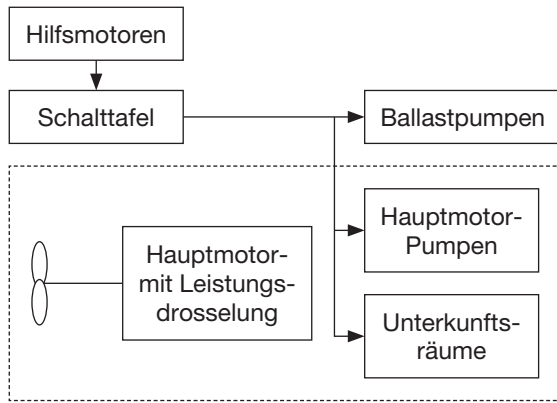 Hilfsmotoren
Schalttafel
Ballastpumpen
Hauptmotor-
Pumpen
Hauptmotor-
mit Leistungs-
drosselung
Unterkunfts-
räume